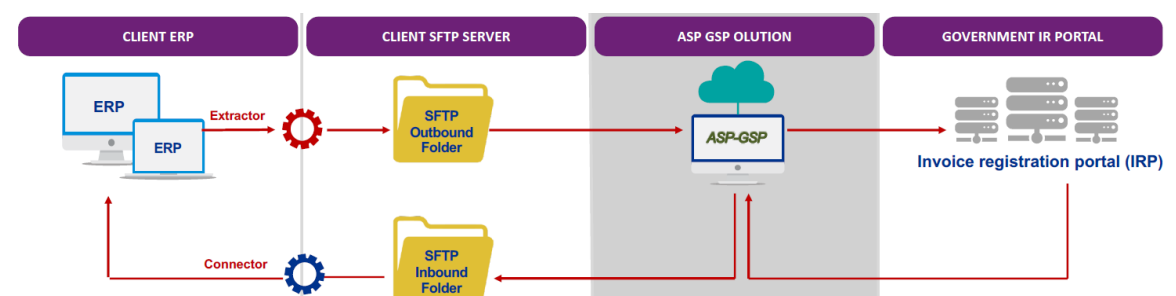 CLIENT ERP
CLIENT SFTP SERVER
ASP GSP OLUTION
GOVERNMENT IR PORTAL
ERP
ERP
Extractor
SFTP
Outbound
Folder
ASP-GSP
Invoice registration portal (IRP)
Connector
SFTP
Inbound
Folder